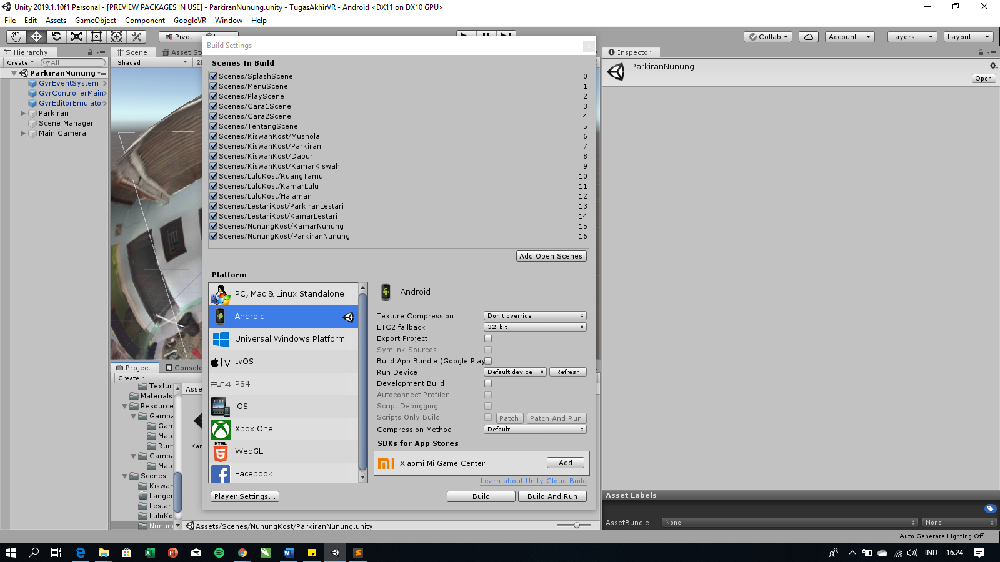 Unity 2019.1.10f1 Personal - [PREVIEW PACKAGES IN USE] - ParkiranNunung.unity - TugasAkhirVR - Android <DX11 on DX10 GPU>
File Edit Assets GameObject Component GoogleVR Window Help
Pivot Local Collab Account Layers Layout
Hierarchy
Create All
ParkiranNunung
GvrEventSystem
GvrControllerMain
GvrEditorEmulator
Parkiran
Scene Manager
Main Camera
Scene Asset St
Shaded 2D
Build Settings
Scenes In Build
Scenes/SplashScene 0
Scenes/MenuScene 1
Scenes/PlayScene 2
Scenes/Cara1Scene 3
Scenes/Cara2Scene 4
Scenes/TentangScene 5
Scenes/KiswahKost/Mushola 6
Scenes/KiswahKost/Parkiran 7
Scenes/KiswahKost/Dapur 8
Scenes/KiswahKost/KamarKiswah 9
Scenes/LuluKost/RuangTamu 10
Scenes/LuluKost/KamarLulu 11
Scenes/LuluKost/Halaman 12
Scenes/LestariKost/ParkiranLestari 13
Scenes/LestariKost/KamarLestari 14
Scenes/NunungKost/KamarNunung 15
Scenes/NunungKost/ParkiranNunung 16
Add Open Scenes
Platform
PC, Mac & Linux Standalone
Android
Universal Windows Platform
tv tvOS
PS4 PS4
iOS
Xbox One
HTML 5 WebGL
Facebook
Android
Texture Compression Don't override
ETC2 fallback 32-bit
Export Project
Symlink Sources
Build App Bundle (Google Play
Run Device Default device Refresh
Development Build
Autoconnect Profiler
Script Debugging
Scripts Only Build Patch Patch And Run
Compression Method Default
SDKs for App Stores
Xiaomi Mi Game Center Add
Learn about Unity Cloud Build
Player Settings... Build Build And Run
Project Console
Create
Textur
Materials
Resource
Gamba
Gam
Mate
Rum
Gamba
Mate
Scenes
Kiswah
Langer
Lestari
LuluKo
Nunun
Asse
Kar
Assets/Scenes/NunungKost/ParkiranNunung.unity
Inspector
ParkiranNunung
Open
Asset Labels
AssetBundle None None
Auto Generate Lighting Off
IND 16.24